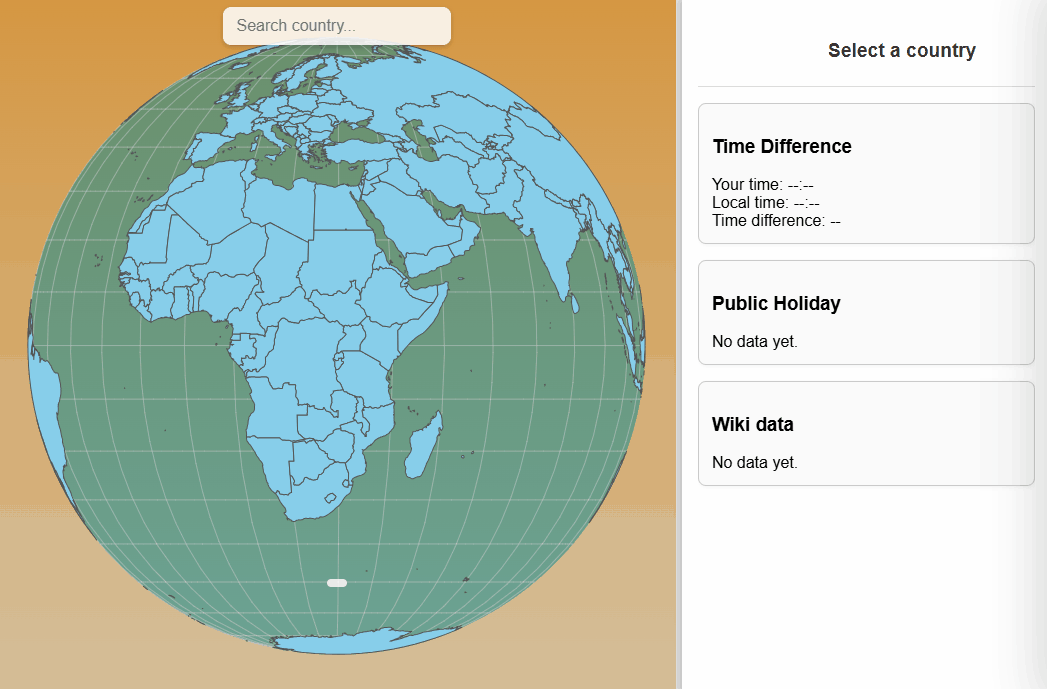 Search country...
Select a country
Time Difference
Your time: --:--
Local time: --:--
Time difference: --
Public Holiday
No data yet.
Wiki data
No data yet.